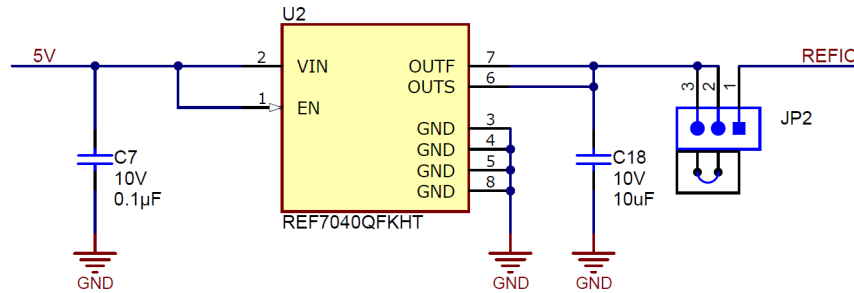 U2
5V
2
VIN
OUTF
7
REFIO
OUTS
6
3
2
1
1
EN
JP2
GND
3
GND
4
GND
5
GND
8
C7
10V
0.1µF
C18
10V
10uF
REF7040QFKHT
GND
GND
GND